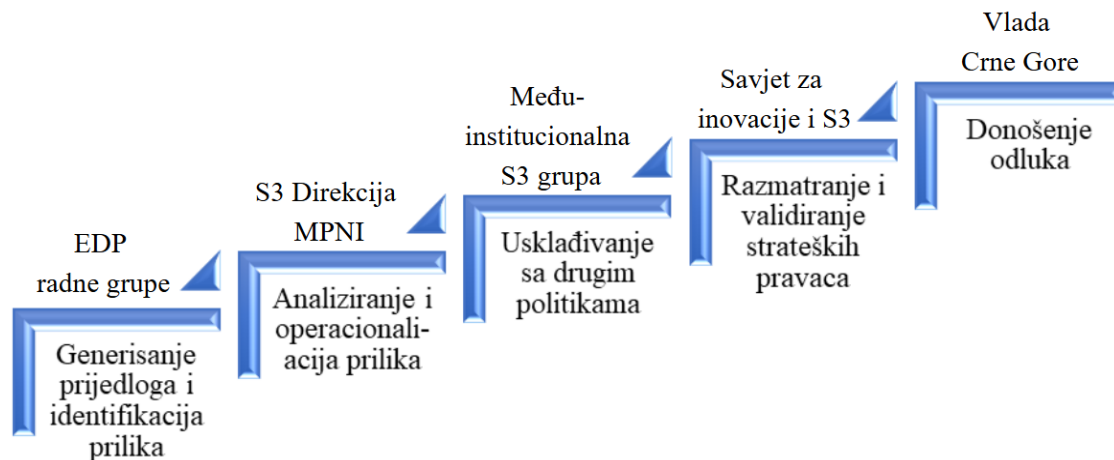 EDP
radne grupe
Generisanje
prijedloga i
identifikacija
prilika
S3 Direkcija
MPNI
Analiziranje i
operacionali-
acija prilika
Među-
institucionalna
S3 grupa
Usklađivanje
sa drugim
politikama
Savjet za
inovacije i S3
Razmatranje i
validiranje
strateških
pravaca
Vlada
Crne Gore
Donošenje
odluka